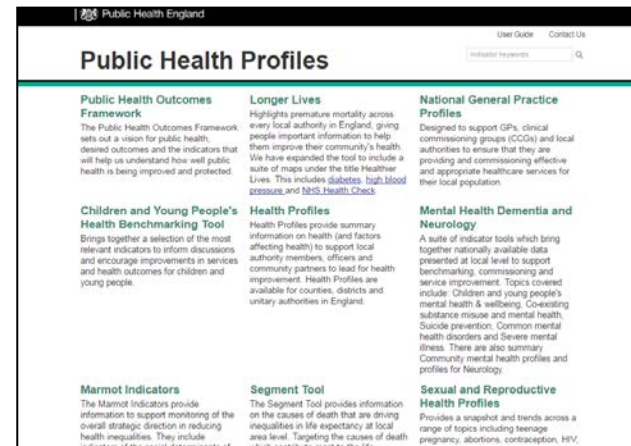 Public Health England
User Guide Contact Us
Public Health Profiles
Indicator keywords
Public Health Outcomes
Framework
The Public Health Outcomes Framework
sets out a vision for public health,
desired outcomes and the indicators that
will help us understand how well public
health is being improved and protected.
Longer Lives
Highlights premature mortality across
every local authority in England, giving
people important information to help
them improve their community's health.
We have expanded the tool to include a
suite of maps under the title Healthier
Lives. This includes diabetes, high blood
pressure and NHS Health Check
National General Practice
Profiles
Designed to support GPs, clinical
commissioning groups (CCGs) and local
authorities to ensure that they are
providing and commissioning effective
and appropriate healthcare services for
their local population
Children and Young People's
Health Benchmarking Tool
Brings together a selection of the most
relevant indicators to inform discussions
and encourage improvements in services
and health outcomes for children and
young people.
Health Profiles
Health Profiles provide summary
information on health (and factors
affecting health) to support local
authority members, officers and
community partners to lead for health
improvement. Health Profiles are
available for counties, districts and
unitary authorities in England.
Mental Health Dementia and
Neurology
A suite of indicator tools which bring
together nationally available data
presented at local level to support
benchmarking, commissioning and
service improvement. Topics covered
include: Children and young people's
mental health & wellbeing, Co-existing
substance misuse and mental health,
Suicide prevention, Common mental
health disorders and Severe mental
illness. There are also summary
Community mental health profiles and
profiles for Neurology.
Marmot Indicators
The Marmot Indicators provide
information to support monitoring of the
overall strategic direction in reducing
health inequalities. They include
indicators of the social determinants of
Segment Tool
The Segment Tool provides information
on the causes of death that are driving
inequalities in life expectancy at local
area level. Targeting the causes of death
which contribute most to the life
Sexual and Reproductive
Health Profiles
Provides a snapshot and trends across a
range of topics including teenage
pregnancy, abortions, contraception, HIV,